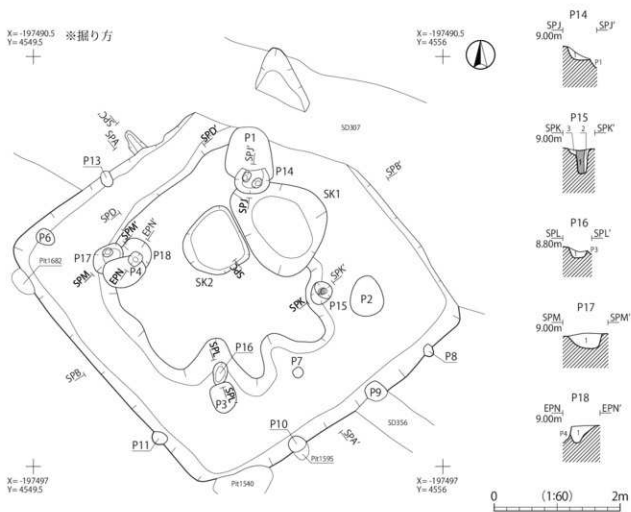 X= -197490.5
Y= 4549.5
※掘り方
X= -197490.5
Y= 4556
SD307
SPC'
SPA
P13
SPD'
P1
SPJ'
P14
SPB'
SPJ
SK1
SPD
EPN'
SPM'
P6
P17
P18
P4
EPN
SPM
Pit1682
SK2
SPC
SPK'
SPK
P15
P2
SPL
P16
P7
P8
SPB
P3
SPL'
P9
P10
SPA'
SD356
P11
Pit1595
Pit1540
X= -197497
Y= 4549.5
X= -197497
Y= 4556
P14
SPJ SPJ'
9.00m
1
P1
P15
SPK 3 2 SPK'
9.00m
1
P16
SPL SPL'
8.80m
1
P3
P17
SPM SPM'
9.00m
1
P18
EPN EPN'
9.00m
P4
1
0 (1:60) 2m